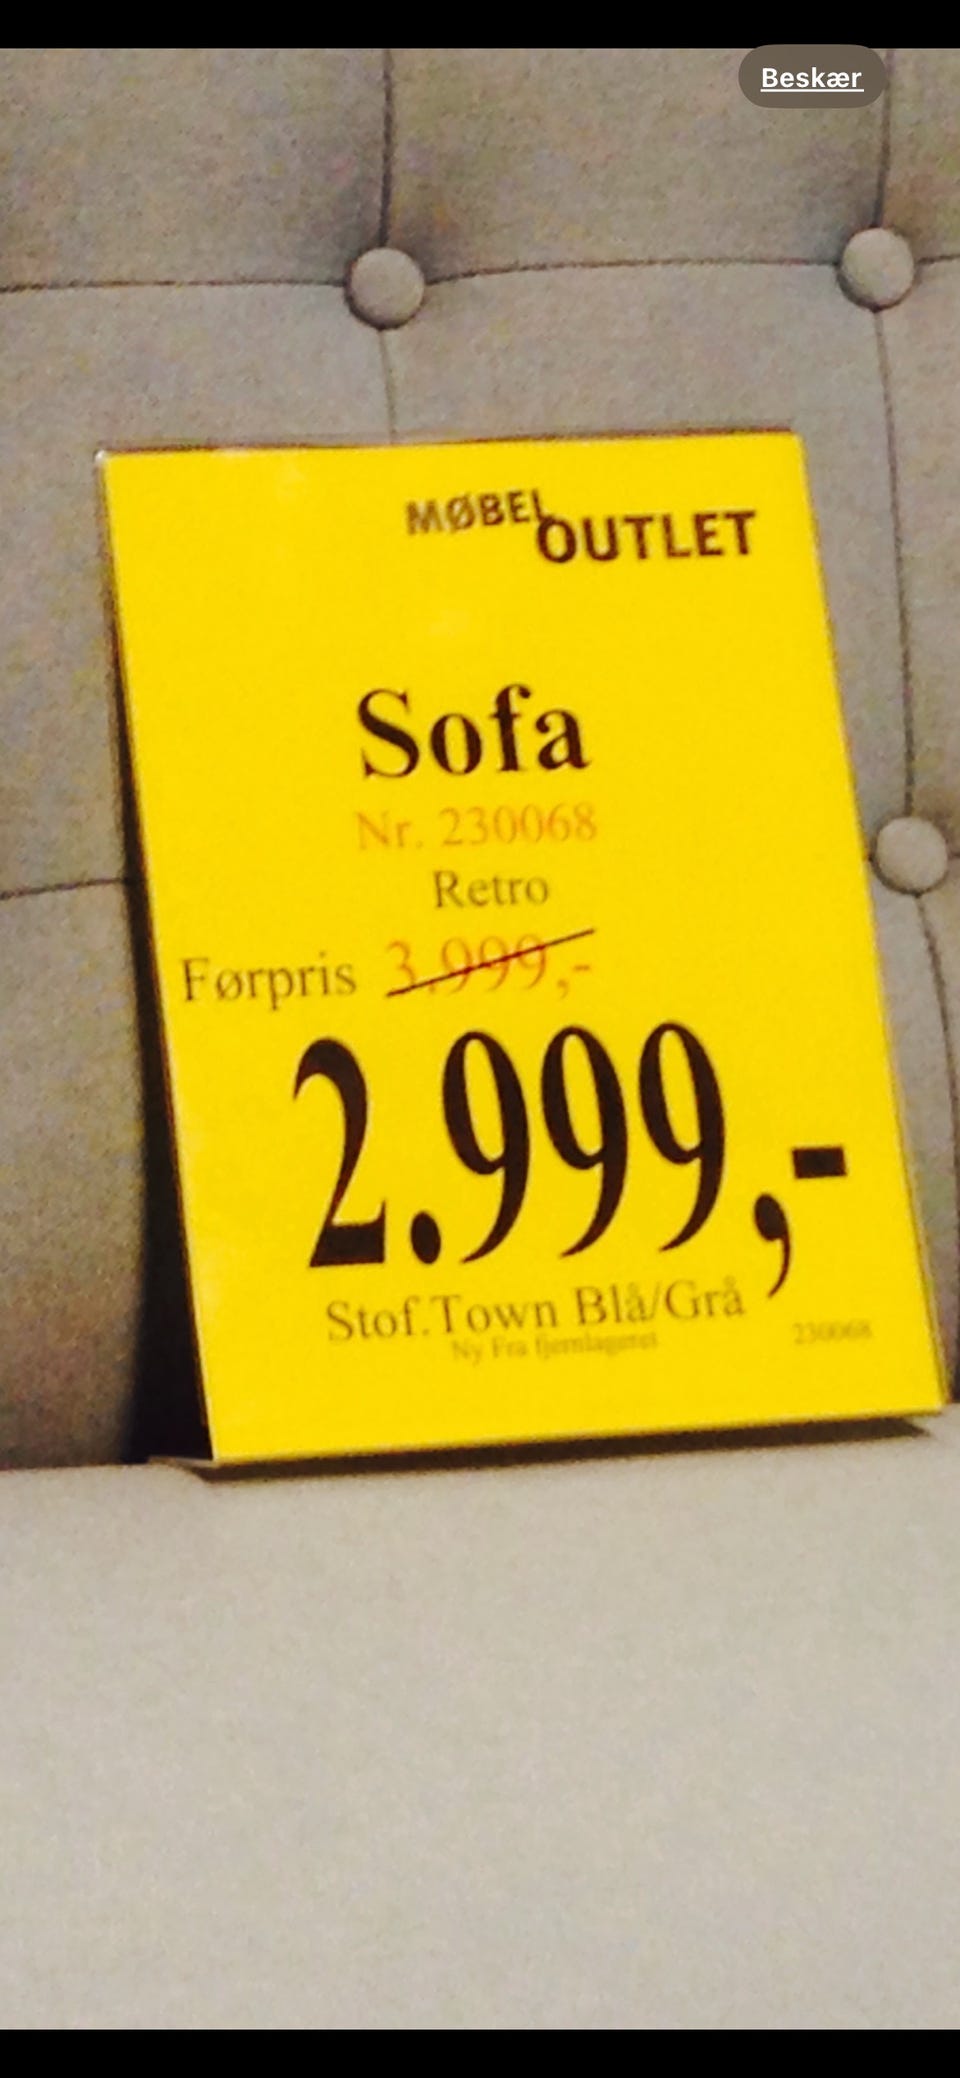 Beskær
MØBEL
OUTLET
Sofa
Nr. 230068
Retro
Førpris 3.999,-
2.999,-
Stof.Town Blå/Grå
Ny Fra fjernlageret
230068